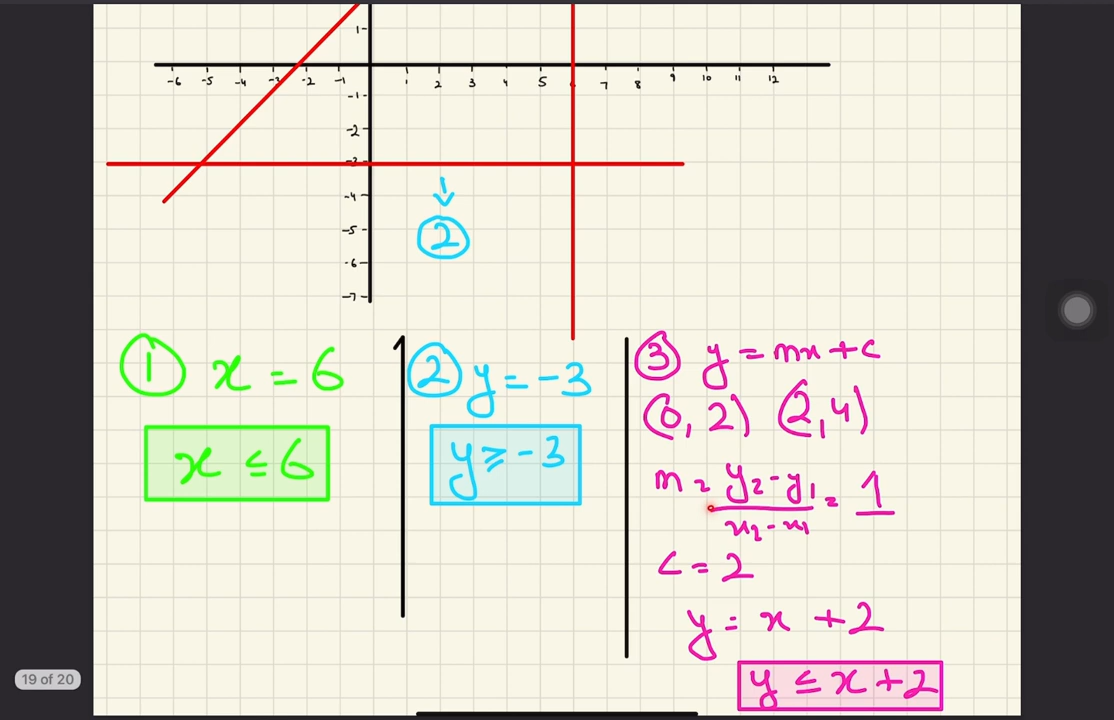 1
-6 -5 -4 -3 -2 -1 1 2 3 4 5 6 7 8 9 10 11 12
-1
-2
-3
-4
-5
-6
-7
2
1 x = 6
x ≤ 6
2 y = -3
y ≥ -3
3 y = mx + c
(0, 2) (2, 4)
m = y2 - y1 / x2 - x1 = 1
c = 2
y = x + 2
y ≤ x + 2
19 of 20